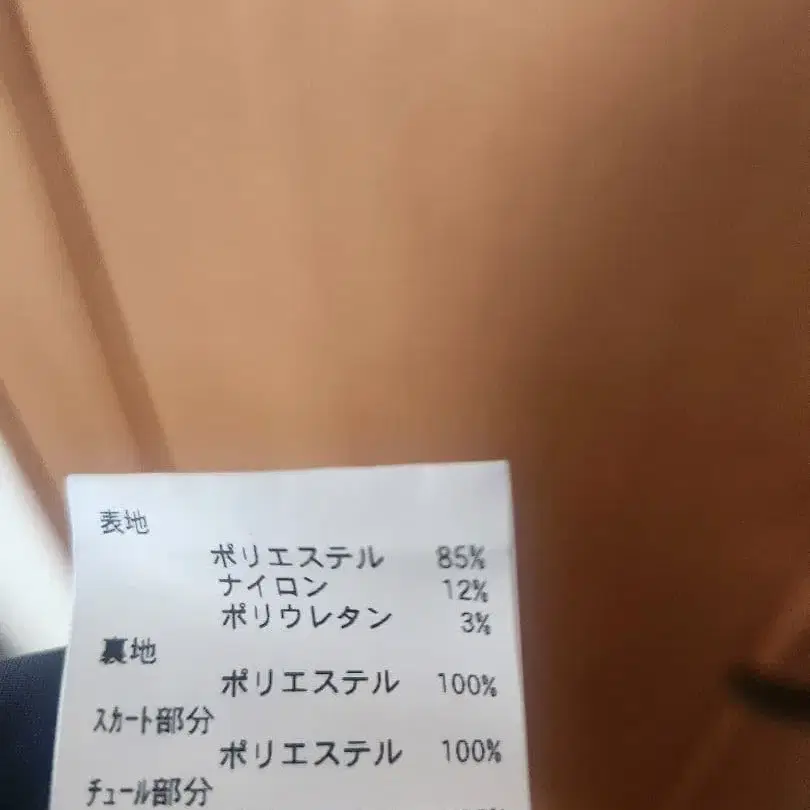 表地
ポリエステル 85%
ナイロン 12%
ポリウレタン 3%
裏地
ポリエステル 100%
ｽｶｰﾄ部分
ポリエステル 100%
ﾁｭｰﾙ部分